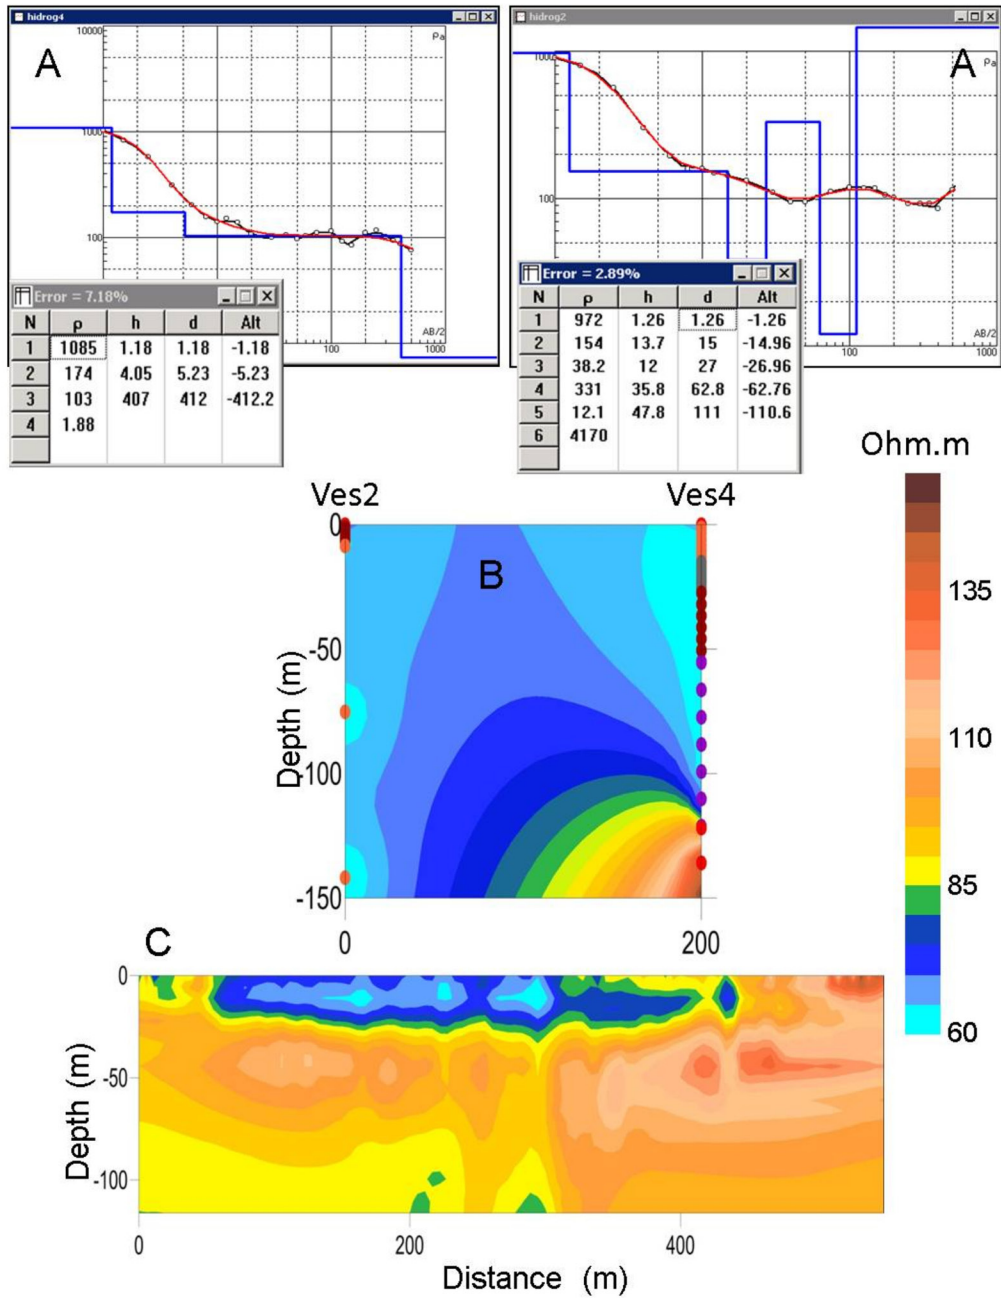 hidrog4
A
10000
Pa
1000
100
100
AB/2
1000
Error = 7.18%
N ρ h d Alt
1 1085 1.18 1.18 -1.18
2 174 4.05 5.23 -5.23
3 103 407 412 -412.2
4 1.88
hidrog2
A
1000
Pa
100
100
AB/2
1000
Error = 2.89%
N ρ h d Alt
1 972 1.26 1.26 -1.26
2 154 13.7 15 -14.96
3 38.2 12 27 -26.96
4 331 35.8 62.8 -62.76
5 12.1 47.8 111 -110.6
6 4170
Ohm.m
135
110
85
60
Ves2 Ves4
B
0
-50
-100
-150
Depth (m)
0 200
C
0
-50
-100
Depth (m)
0 200 400
Distance (m)